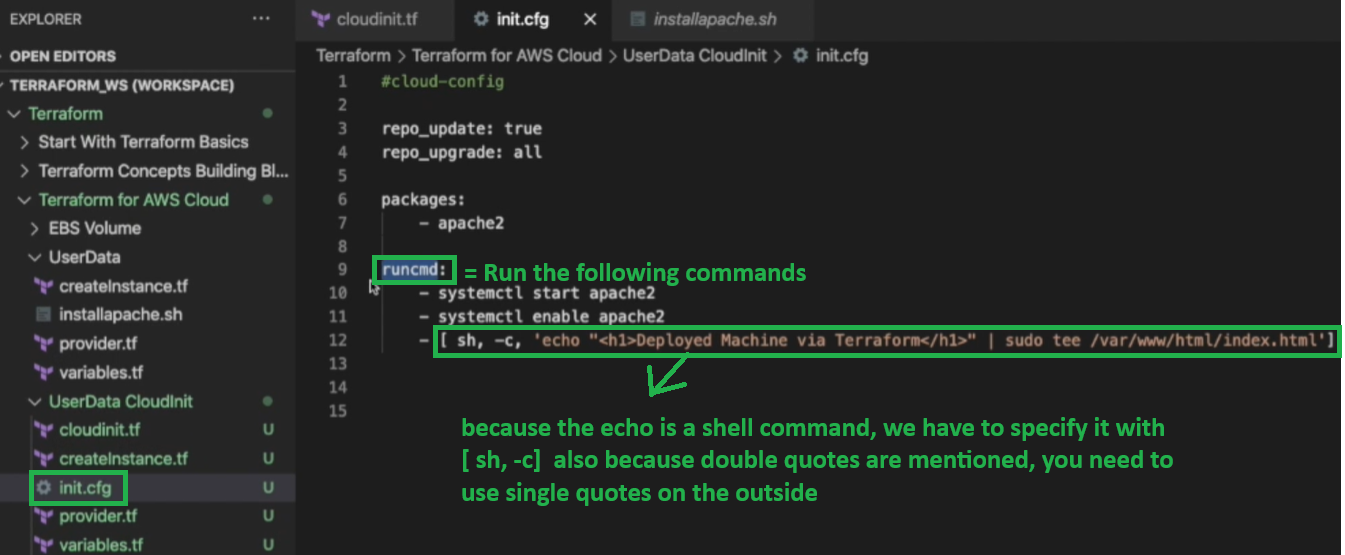 EXPLORER
...
cloudinit.tf
init.cfg
installapache.sh
OPEN EDITORS
TERRAFORM_WS (WORKSPACE)
Terraform
Start With Terraform Basics
Terraform Concepts Building Bl...
Terraform for AWS Cloud
EBS Volume
UserData
createInstance.tf
installapache.sh
provider.tf
variables.tf
UserData CloudInit
cloudinit.tf U
createInstance.tf U
init.cfg U
provider.tf U
variables.tf U
Terraform > Terraform for AWS Cloud > UserData CloudInit > init.cfg
1 #cloud-config
2
3 repo_update: true
4 repo_upgrade: all
5
6 packages:
7 - apache2
8
9 runcmd: = Run the following commands
10 - systemctl start apache2
11 - systemctl enable apache2
12 - [ sh, -c, 'echo "<h1>Deployed Machine via Terraform</h1>" | sudo tee /var/www/html/index.html']
13
14
15
because the echo is a shell command, we have to specify it with
[ sh, -c] also because double quotes are mentioned, you need to
use single quotes on the outside